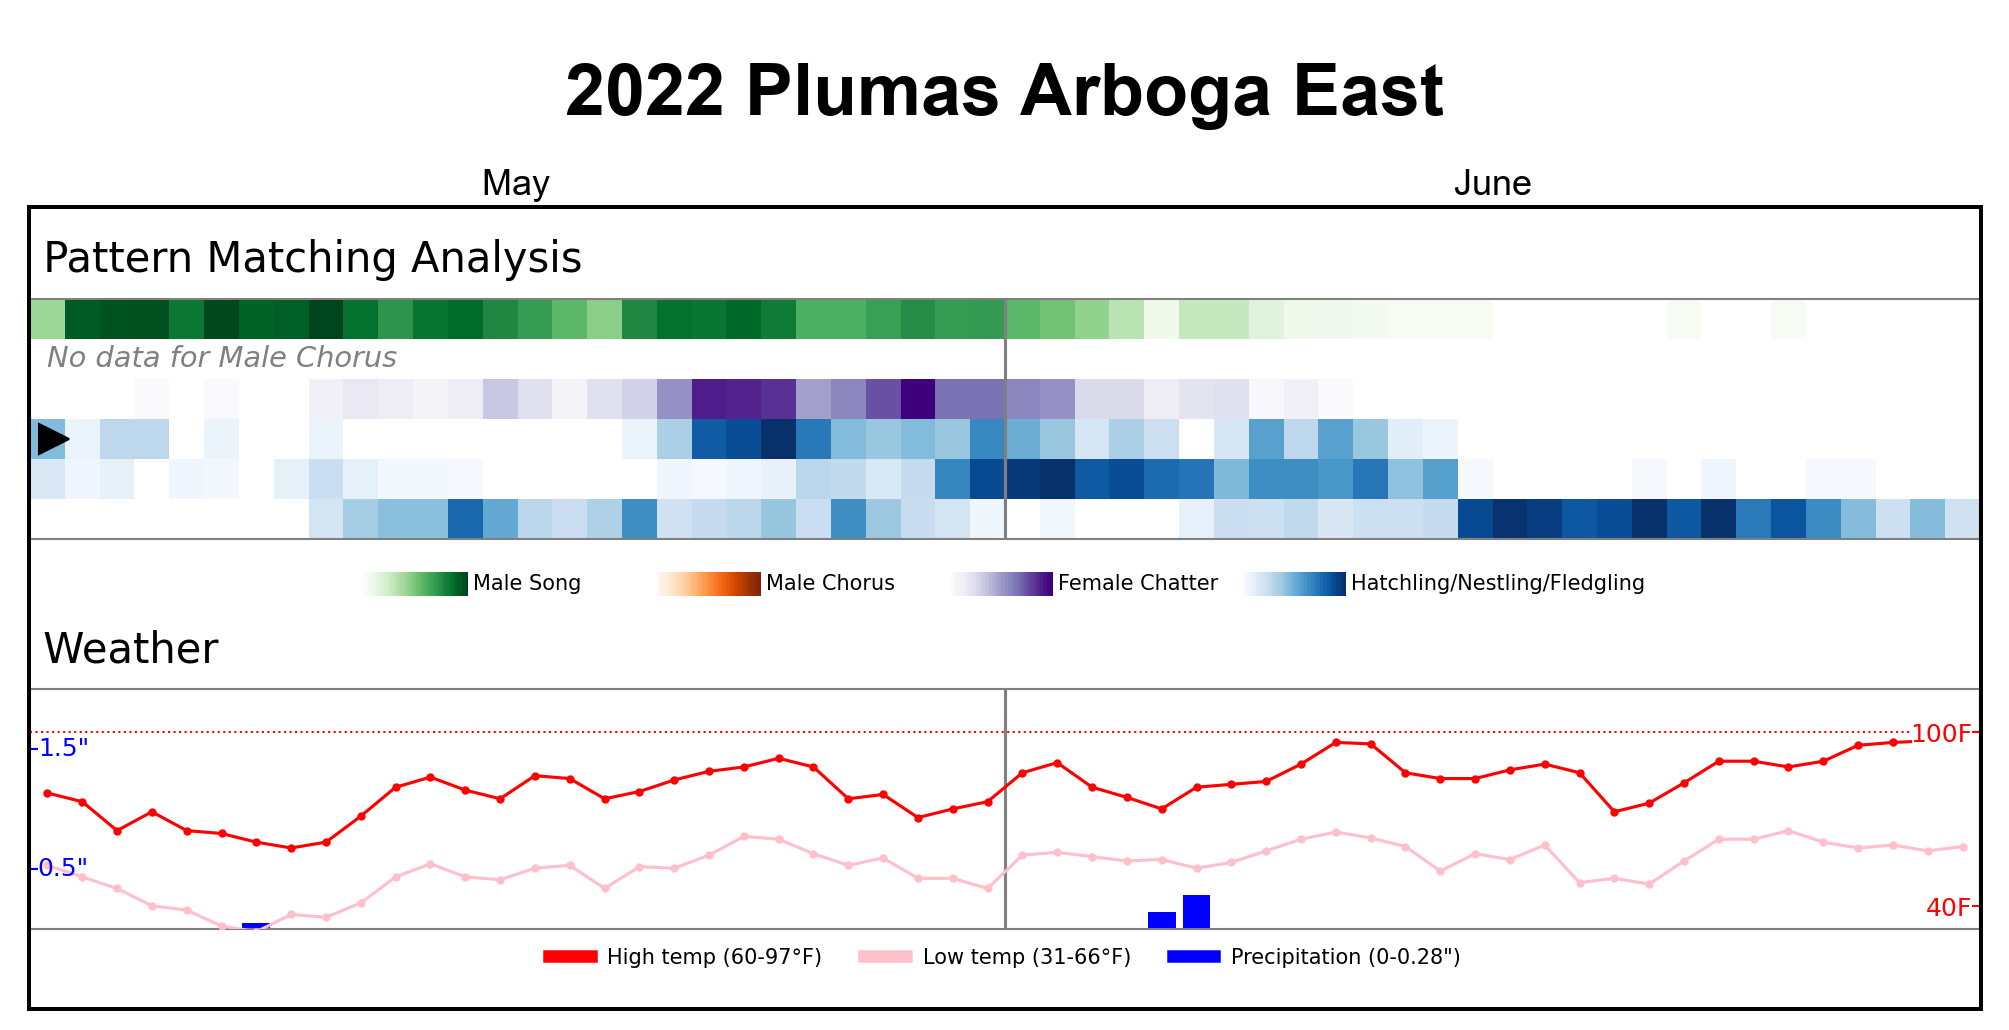 2022 Plumas Arboga East
May
June
Pattern Matching Analysis
No data for Male Chorus
Male Song
Male Chorus
Female Chatter
Hatchling/Nestling/Fledgling
Weather
1.5"
100F
0.5"
40F
High temp (60-97°F)
Low temp (31-66°F)
Precipitation (0-0.28")